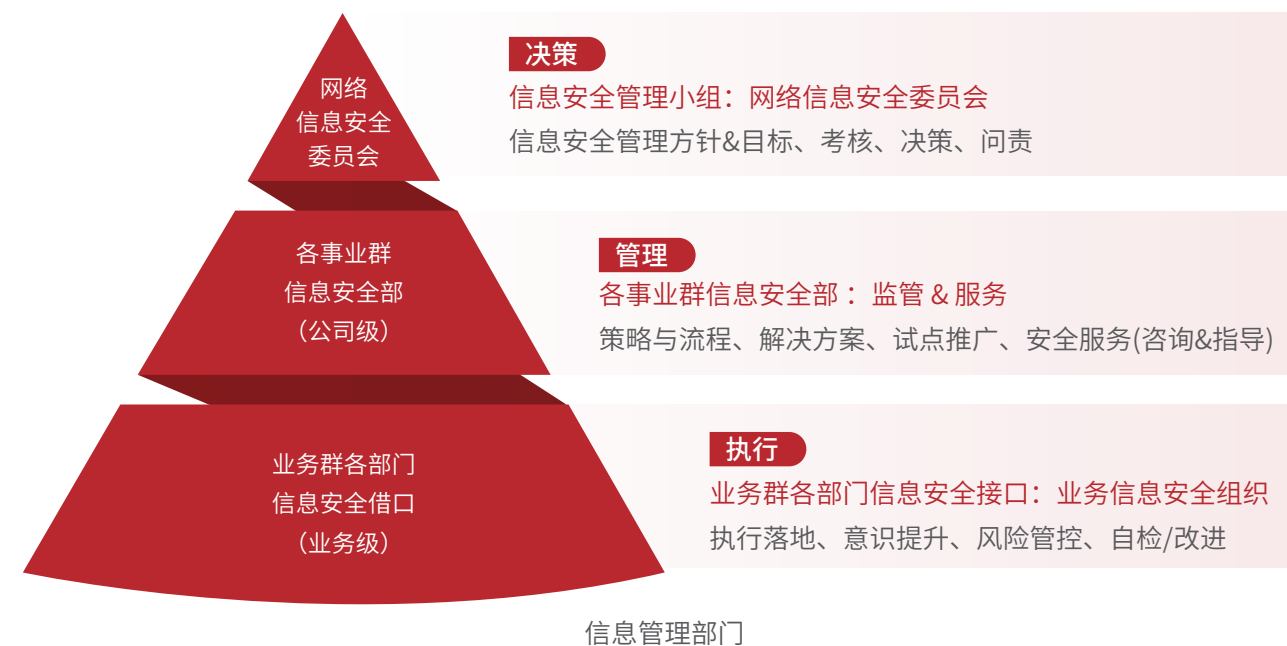 网络
信息安全
委员会
决策
信息安全管理小组：网络信息安全委员会
信息安全管理方针&目标、考核、决策、问责
各事业群
信息安全部
（公司级）
管理
各事业群信息安全部 ：监管 & 服务
策略与流程、解决方案、试点推广、安全服务(咨询&指导)
业务群各部门
信息安全借口
（业务级）
执行
业务群各部门信息安全接口：业务信息安全组织
执行落地、意识提升、风险管控、自检/改进
信息管理部门